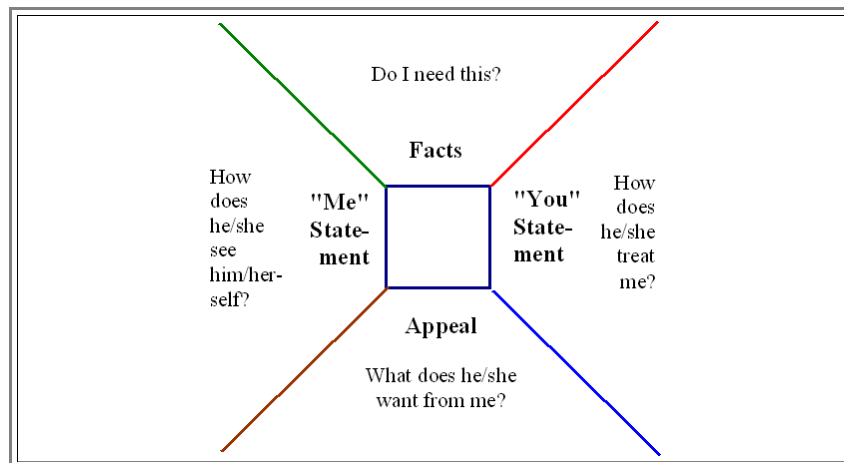 Do I need this?
Facts
How
does
he/she
see
him/her-
self?
"Me"
State-
ment
"You"
State-
ment
How
does
he/she
treat
me?
Appeal
What does he/she
want from me?